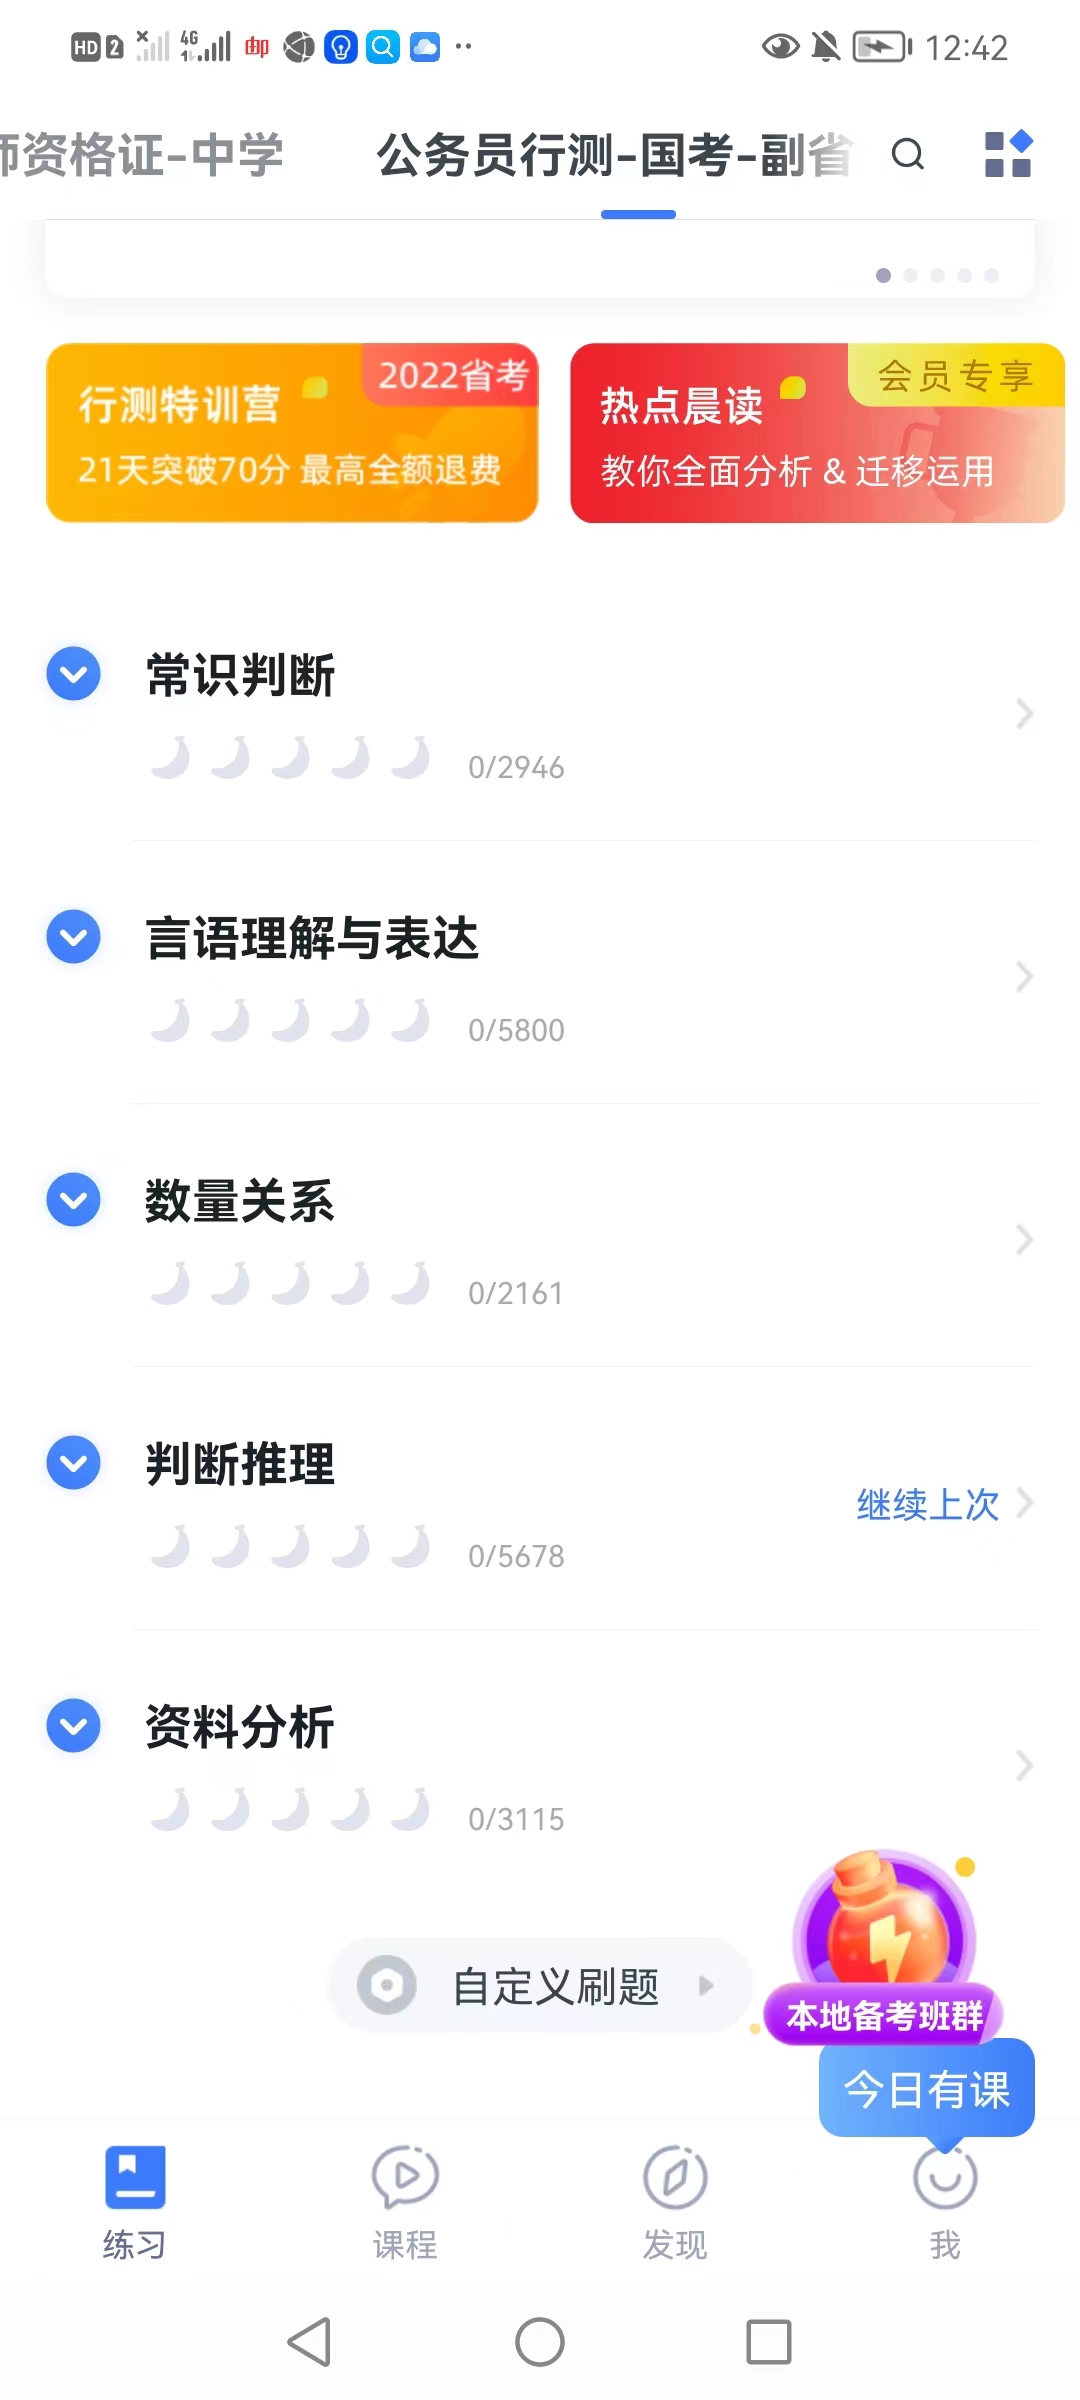 HD 2 4G 邮 12:42
师资格证-中学 公务员行测-国考-副省
行测特训营 2022省考
21天突破70分 最高全额退费
热点晨读 会员专享
教你全面分析 & 迁移运用
常识判断
0/2946
言语理解与表达
0/5800
数量关系
0/2161
判断推理
继续上次
0/5678
资料分析
0/3115
自定义刷题
本地备考班群
今日有课
练习 课程 发现 我